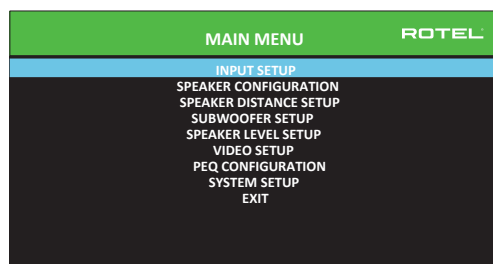 MAIN MENU
ROTEL
INPUT SETUP
SPEAKER CONFIGURATION
SPEAKER DISTANCE SETUP
SUBWOOFER SETUP
SPEAKER LEVEL SETUP
VIDEO SETUP
PEQ CONFIGURATION
SYSTEM SETUP
EXIT